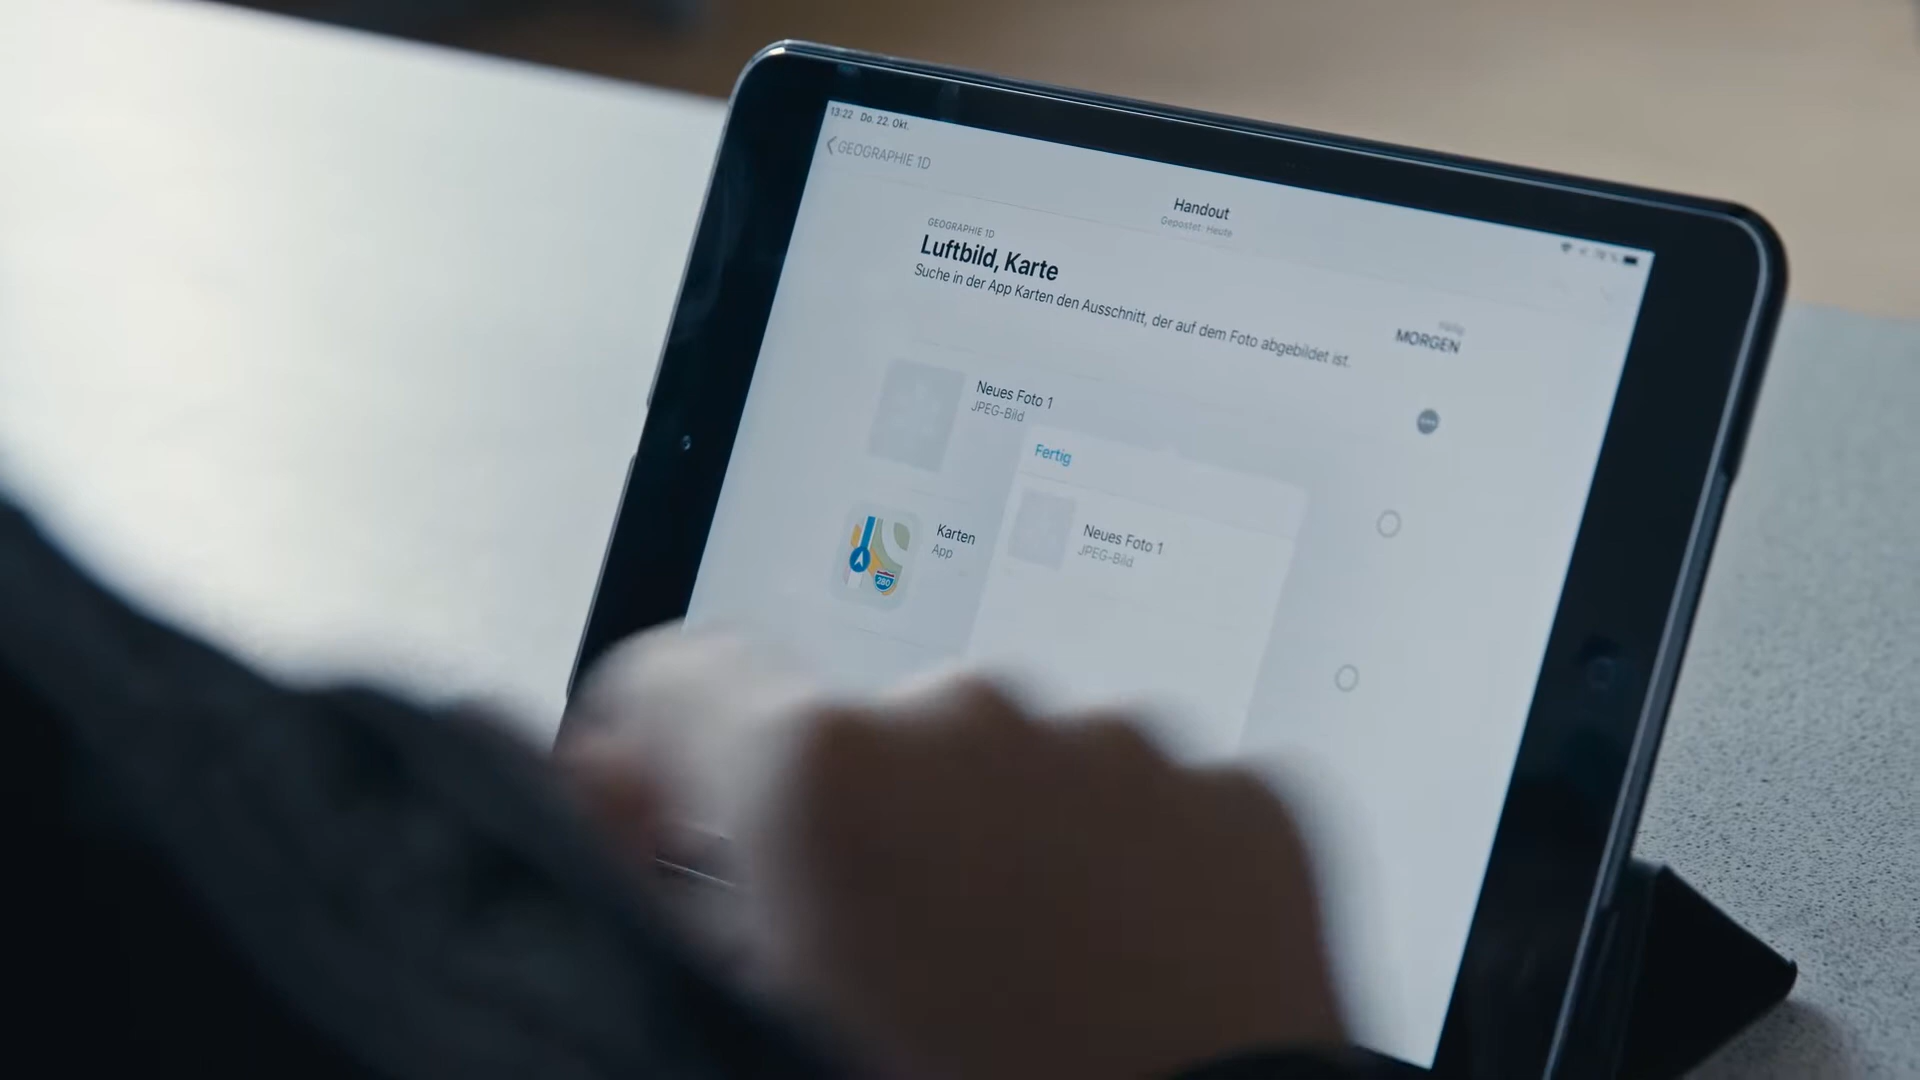 13:22 Do. 22. Okt.
GEOGRAPHIE 1D
Handout
Gepostet: Heute
GEOGRAPHIE 1D
Luftbild, Karte
Suche in der App Karten den Ausschnitt, der auf dem Foto abgebildet ist.
MORGEN
Neues Foto 1
JPEG-Bild
Fertig
Neues Foto 1
JPEG-Bild
Karten
App
280